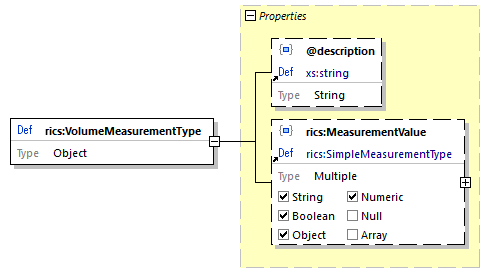 Properties
@description
Def xs:string
Type String
Def rics:VolumeMeasurementType
Type Object
rics:MeasurementValue
Def rics:SimpleMeasurementType
Type Multiple
String Numeric
Boolean Null
Object Array